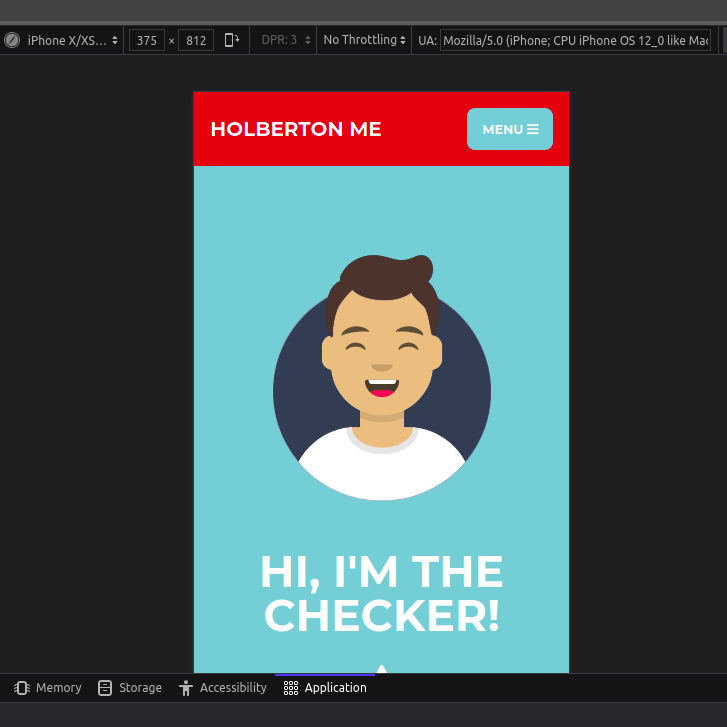 iPhone X/XS... 375 × 812 DPR: 3 No Throttling UA: Mozilla/5.0 (iPhone; CPU iPhone OS 12_0 like Mac
HOLBERTON ME
MENU
HI, I'M THE
CHECKER!
Memory Storage Accessibility Application